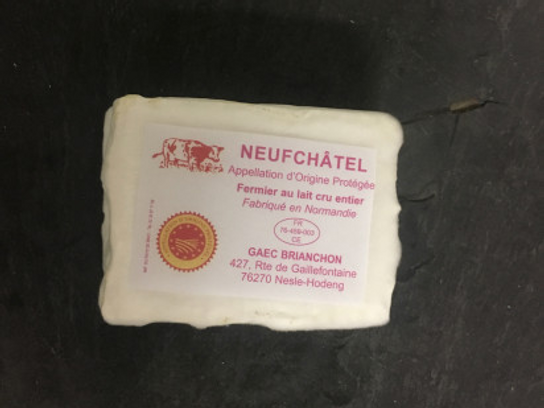 NEUFCHÂTEL
Appellation d'Origine Protégée
Fermier au lait cru entier
Fabriqué en Normandie
FR
76-459-003
CE
GAEC BRIANCHON
427, Rte de Gaillefontaine
76270 Nesle-Hodeng